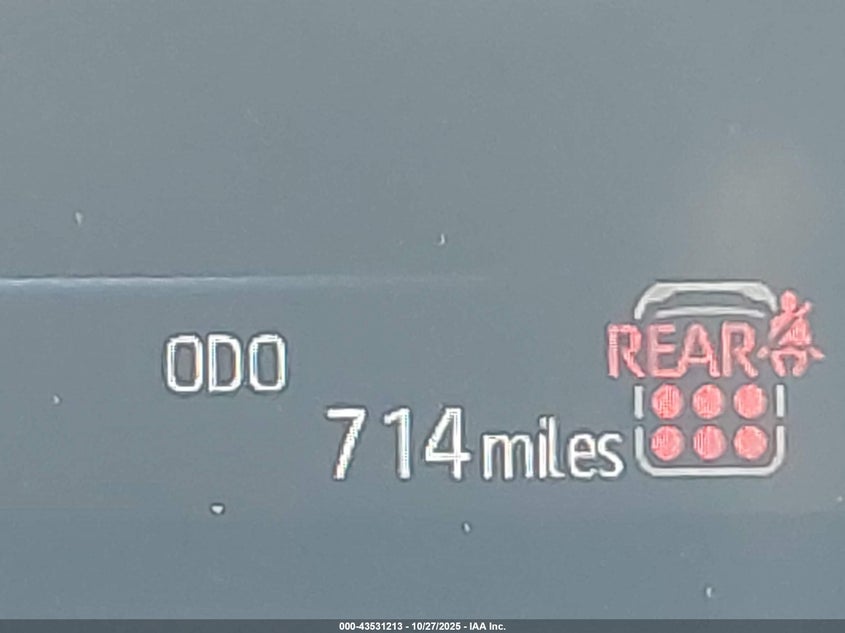 REAR
ODO
714 miles
000-43531213 - 10/27/2025 - IAA Inc.